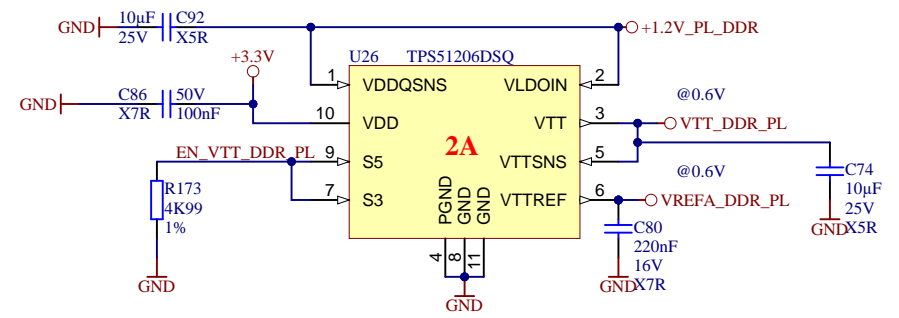 10µF C92
GND
25V X5R
+1.2V_PL_DDR
+3.3V
U26 TPS51206DSQ
1 VDDQSNS VLDOIN 2
C86 50V
GND
X7R 100nF
@0.6V
10 VDD VTT 3
VTT_DDR_PL
2A
EN_VTT_DDR_PL
9 S5 VTTSNS 5
@0.6V
C74
10µF
25V
GND X5R
R173
4K99
1%
7 S3 VTTREF 6
VREFA_DDR_PL
PGND
GND
GND
C80
220nF
16V
GND X7R
4
8
11
GND
GND